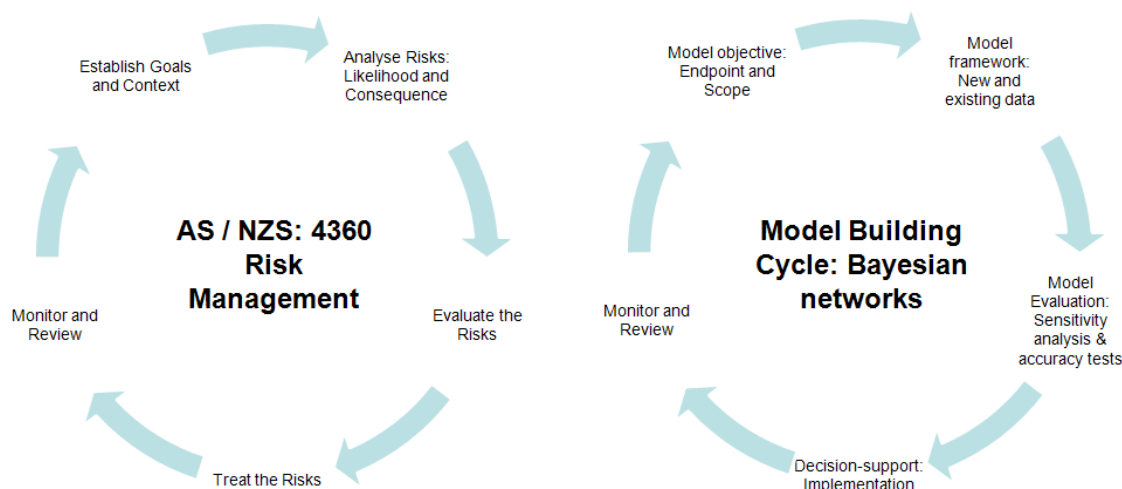 Establish Goals
and Context
Analyse Risks:
Likelihood and
Consequence
AS / NZS: 4360
Risk
Management
Evaluate the
Risks
Treat the Risks
Monitor and
Review
Model objective:
Endpoint and
Scope
Model
framework:
New and
existing data
Model Building
Cycle: Bayesian
networks
Model
Evaluation:
Sensitivity
analysis &
accuracy tests
Decision-support:
Implementation
Monitor and
Review